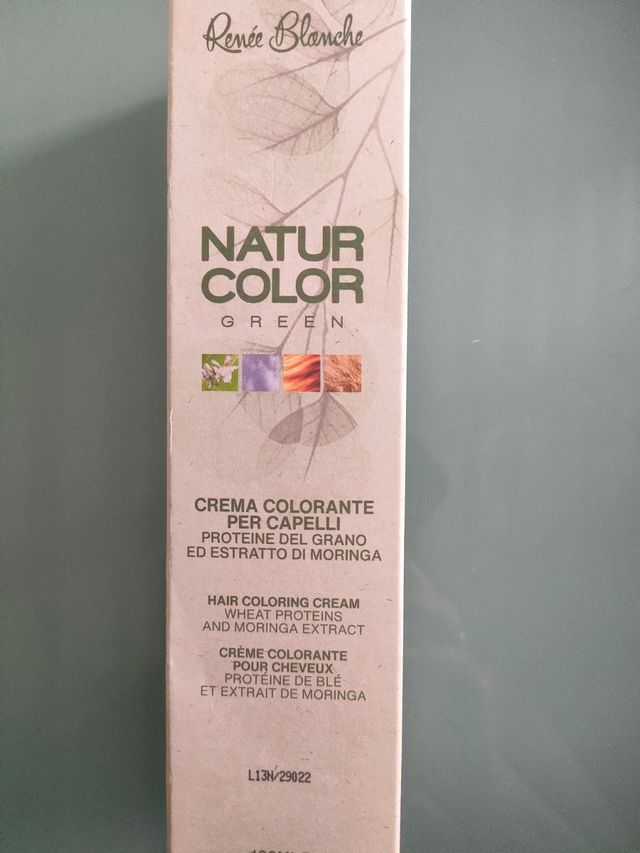 Renée Blanche
NATUR
COLOR
GREEN
CREMA COLORANTE
PER CAPELLI
PROTEINE DEL GRANO
ED ESTRATTO DI MORINGA
HAIR COLORING CREAM
WHEAT PROTEINS
AND MORINGA EXTRACT
CRÈME COLORANTE
POUR CHEVEUX
PROTÉINE DE BLÉ
ET EXTRAIT DE MORINGA
L13N/29022